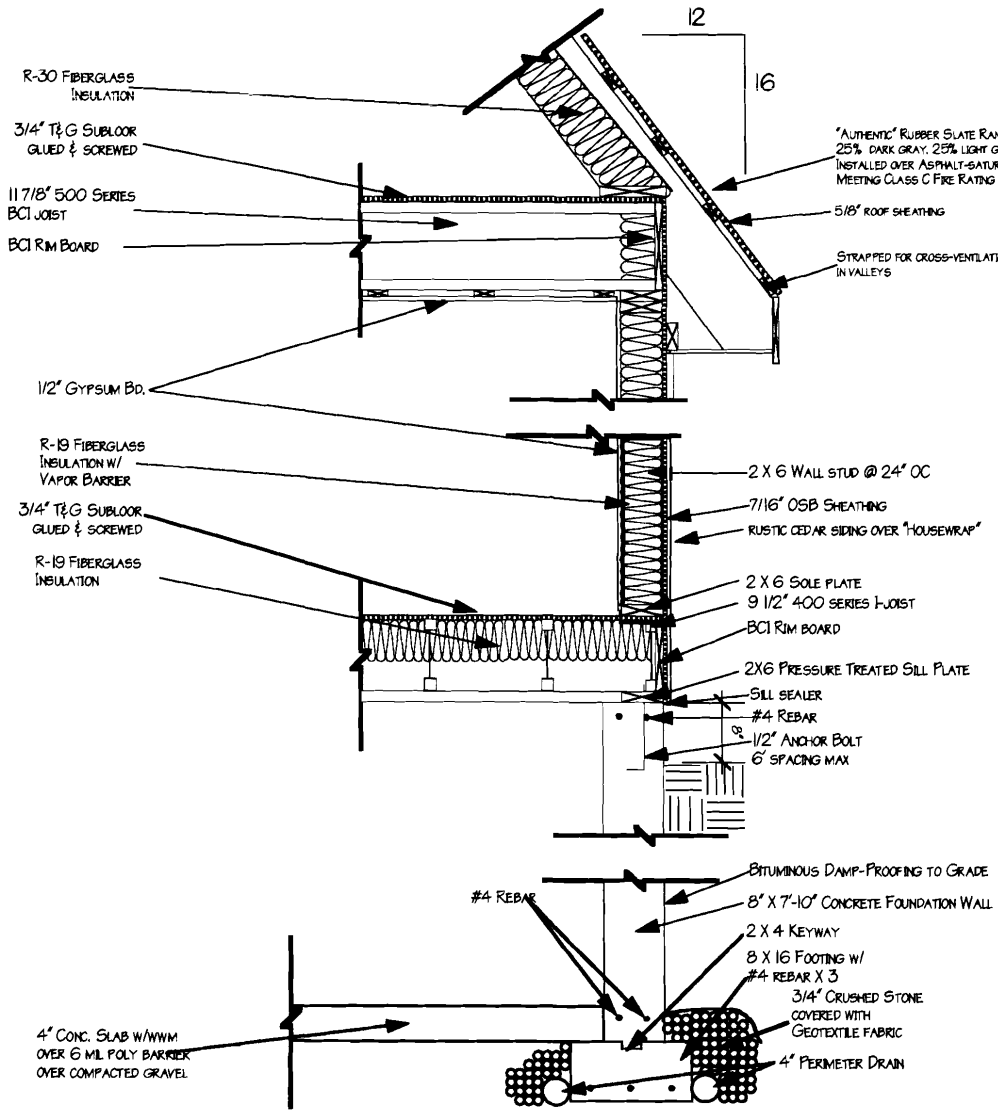 12
16
R-30 FIBERGLASS
INSULATION
3/4" T&G SUBLOOR
GLUED & SCREWED
11 7/8" 500 SERIES
BCI JOIST
BCI RIM BOARD
"AUTHENTIC" RUBBER SLATE RAN
25% DARK GRAY, 25% LIGHT G
INSTALLED OVER ASPHALT-SATUR
MEETING CLASS C FIRE RATING
5/8" ROOF SHEATHING
STRAPPED FOR CROSS-VENTILATI
IN VALLEYS
1/2" GYPSUM BD.
R-19 FIBERGLASS
INSULATION W/
VAPOR BARRIER
3/4" T&G SUBLOOR
GLUED & SCREWED
R-19 FIBERGLASS
INSULATION
2 X 6 WALL STUD @ 24" OC
7/16" OSB SHEATHING
RUSTIC CEDAR SIDING OVER "HOUSEWRAP"
2 X 6 SOLE PLATE
9 1/2" 400 SERIES I-JOIST
BCI RIM BOARD
2X6 PRESSURE TREATED SILL PLATE
SILL SEALER
#4 REBAR
8"
1/2" ANCHOR BOLT
6' SPACING MAX
BITUMINOUS DAMP-PROOFING TO GRADE
#4 REBAR
8" X 7'-10" CONCRETE FOUNDATION WALL
2 X 4 KEYWAY
8 X 16 FOOTING W/
#4 REBAR X 3
3/4" CRUSHED STONE
COVERED WITH
GEOTEXTILE FABRIC
4" PERIMETER DRAIN
4" CONC. SLAB W/WWM
OVER 6 MIL POLY BARRIER
OVER COMPACTED GRAVEL